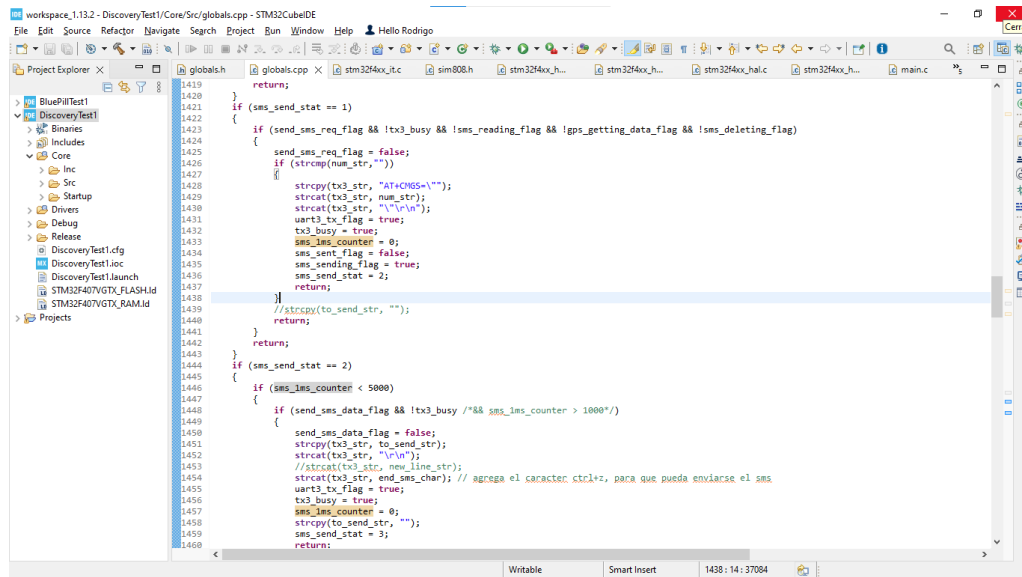 workspace_1.13.2 - DiscoveryTest1/Core/Src/globals.cpp - STM32CubeIDE
Cerr
File Edit Source Refactor Navigate Search Project Run Window Help Hello Rodrigo
Project Explorer
globals.h globals.cpp stm32f4xx_it.c sim808.h stm32f4xx_h... stm32f4xx_h... stm32f4xx_hal.c stm32f4xx_h... main.c »5
BluePillTest1
DiscoveryTest1
Binaries
Includes
Core
Inc
Src
Startup
Drivers
Debug
Release
DiscoveryTest1.cfg
DiscoveryTest1.ioc
DiscoveryTest1.launch
STM32F407VGTX_FLASH.ld
STM32F407VGTX_RAM.ld
Projects
1419 return;
1420 }
1421 if (sms_send_stat == 1)
1422 {
1423 if (send_sms_req_flag && !tx3_busy && !sms_reading_flag && !gps_getting_data_flag && !sms_deleting_flag)
1424 {
1425 send_sms_req_flag = false;
1426 if (strcmp(num_str,""))
1427 {
1428 strcpy(tx3_str, "AT+CMGS=\"");
1429 strcat(tx3_str, num_str);
1430 strcat(tx3_str, "\"\r\n");
1431 uart3_tx_flag = true;
1432 tx3_busy = true;
1433 sms_1ms_counter = 0;
1434 sms_sent_flag = false;
1435 sms_sending_flag = true;
1436 sms_send_stat = 2;
1437 return;
1438 }
1439 //strcpy(to_send_str, "");
1440 return;
1441 }
1442 return;
1443 }
1444 if (sms_send_stat == 2)
1445 {
1446 if (sms_1ms_counter < 5000)
1447 {
1448 if (send_sms_data_flag && !tx3_busy /*&& sms_1ms_counter > 1000*/)
1449 {
1450 send_sms_data_flag = false;
1451 strcpy(tx3_str, to_send_str);
1452 strcat(tx3_str, "\r\n");
1453 //strcat(tx3_str, new_line_str);
1454 strcat(tx3_str, end_sms_char); // agrega el caracter ctrl+z, para que pueda enviarse el sms
1455 uart3_tx_flag = true;
1456 tx3_busy = true;
1457 sms_1ms_counter = 0;
1458 strcpy(to_send_str, "");
1459 sms_send_stat = 3;
1460 return;
Writable Smart Insert 1438 : 14 : 37084